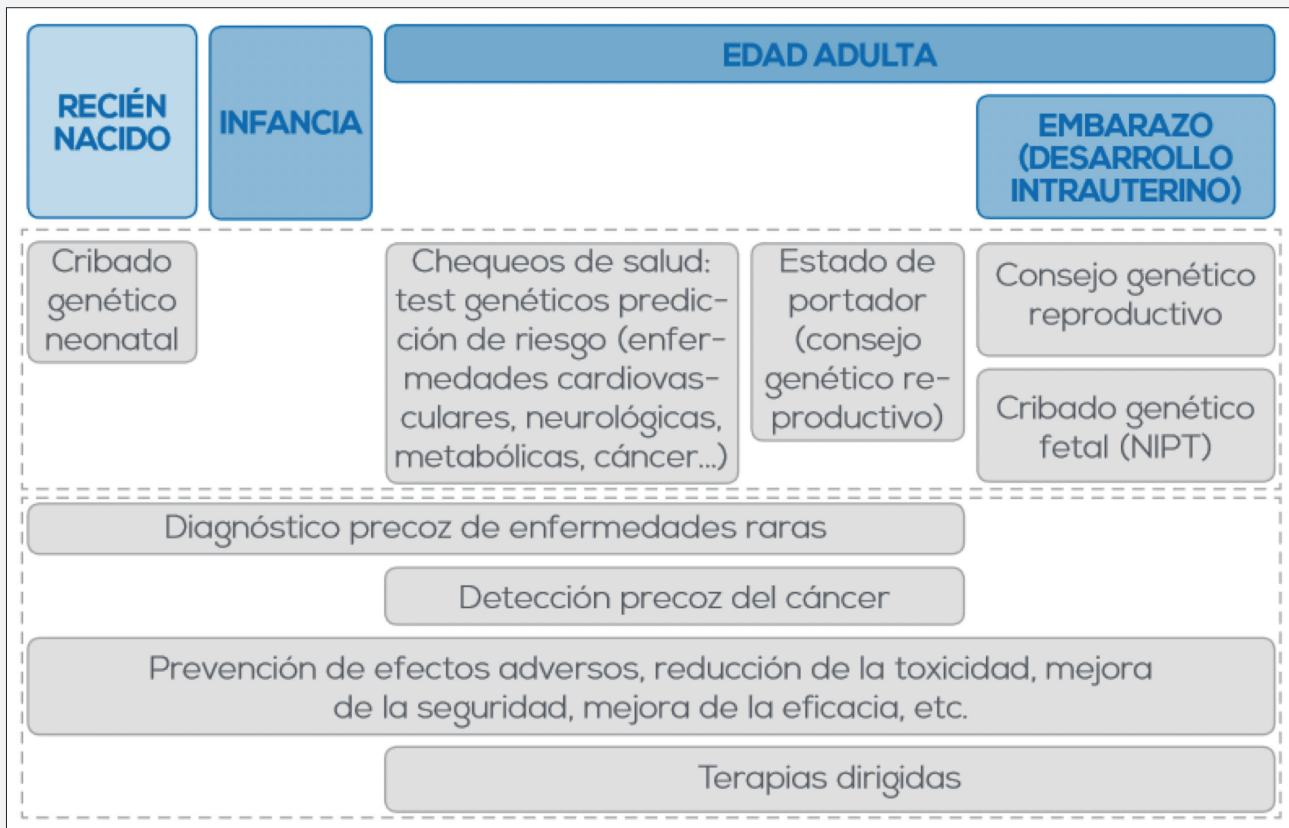 EDAD ADULTA
RECIÉN
NACIDO
INFANCIA
EMBARAZO
(DESARROLLO
INTRAUTERINO)
Cribado
genético
neonatal
Chequeos de salud:
test genéticos predic-
ción de riesgo (enfer-
medades cardiovas-
culares, neurológicas,
metabólicas, cáncer...)
Estado de
portador
(consejo
genético re-
productivo)
Consejo genético
reproductivo
Cribado genético
fetal (NIPT)
Diagnóstico precoz de enfermedades raras
Detección precoz del cáncer
Prevención de efectos adversos, reducción de la toxicidad, mejora
de la seguridad, mejora de la eficacia, etc.
Terapias dirigidas